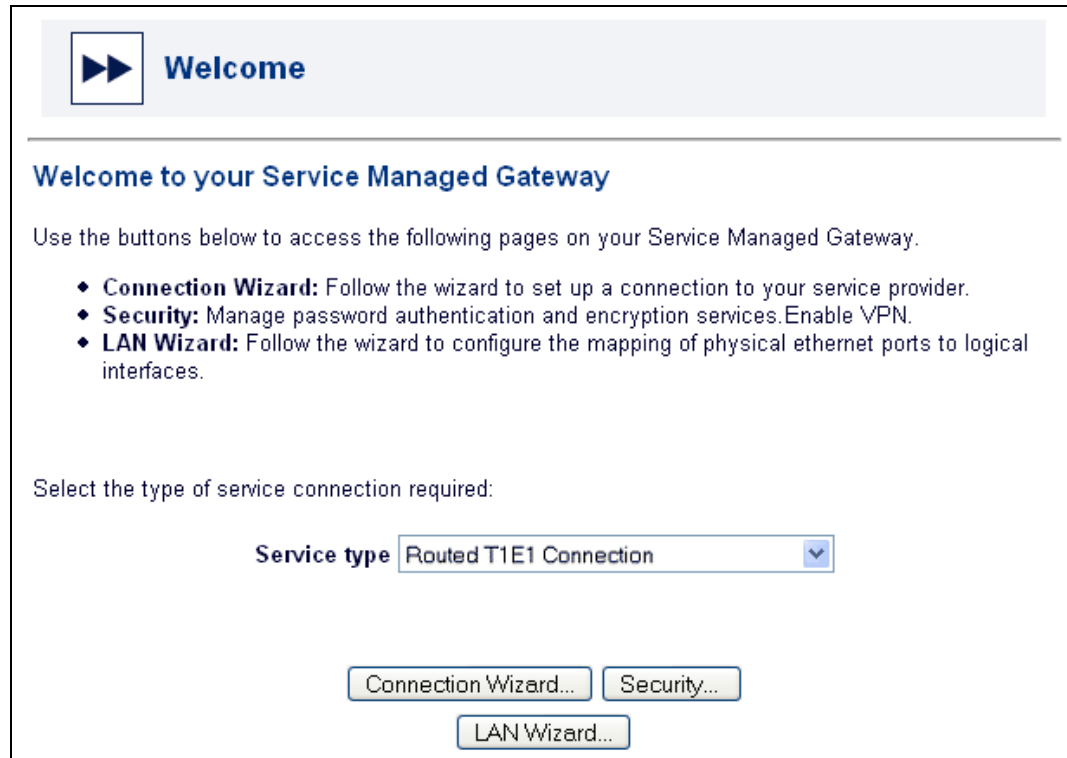 Welcome
Welcome to your Service Managed Gateway
Use the buttons below to access the following pages on your Service Managed Gateway.
• Connection Wizard: Follow the wizard to set up a connection to your service provider.
• Security: Manage password authentication and encryption services.Enable VPN.
• LAN Wizard: Follow the wizard to configure the mapping of physical ethernet ports to logical
interfaces.
Select the type of service connection required:
Service type Routed T1E1 Connection
Connection Wizard... Security...
LAN Wizard...